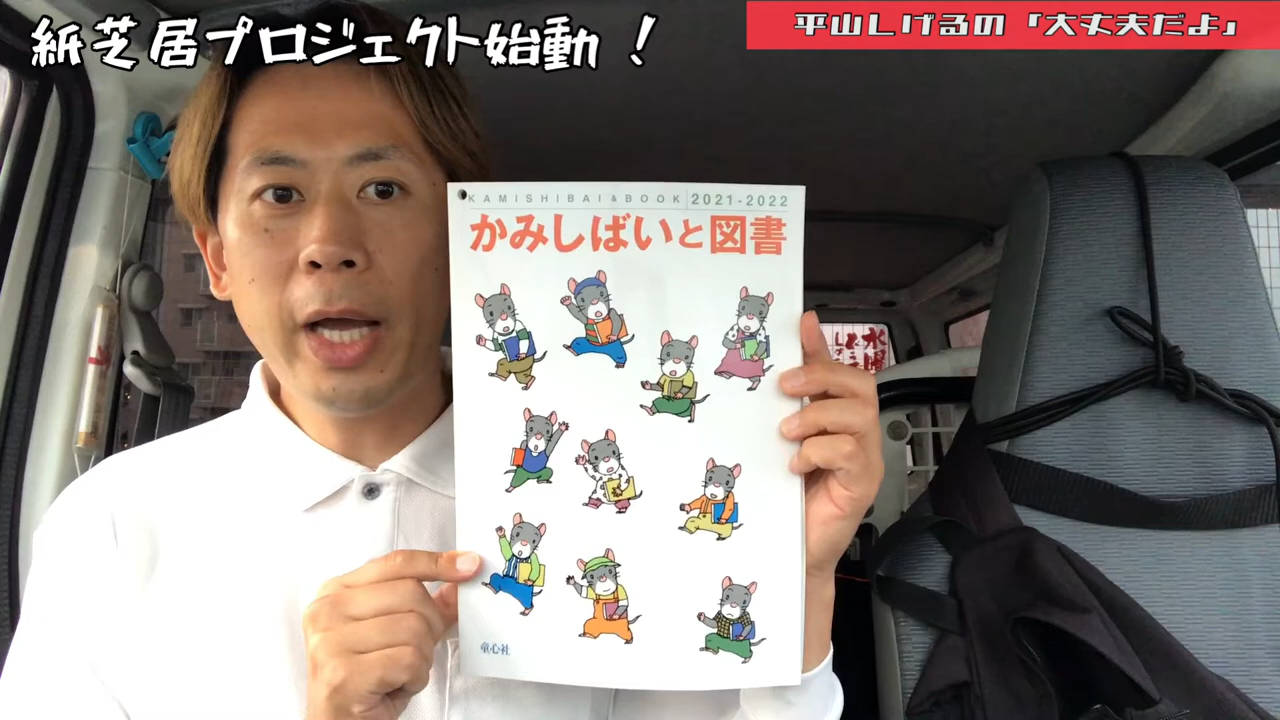 紙芝居プロジェクト始動！
平山しげるの「大丈夫だよ」
KAMISHIBAI & BOOK 2021-2022
かみしばいと図書
童心社